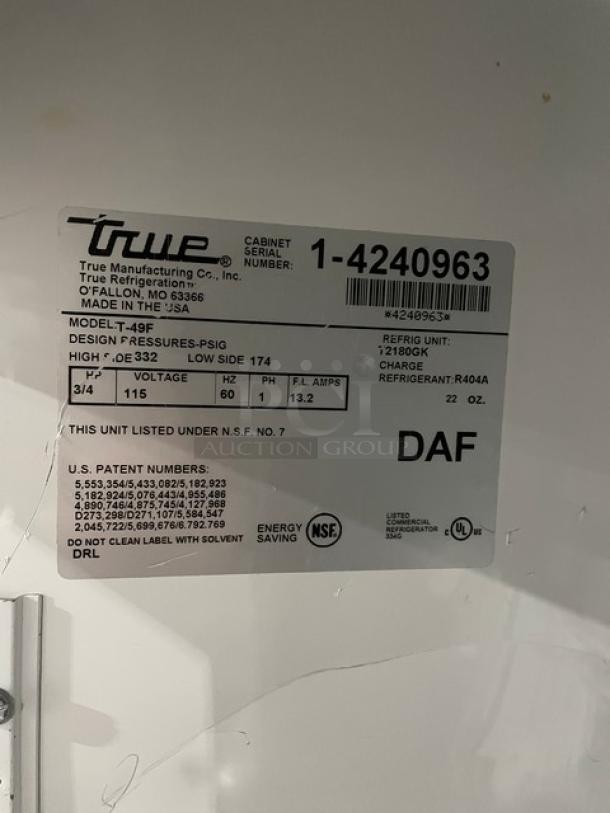 True®
True Manufacturing Co., Inc.
True Refrigeration
O'FALLON, MO 63366
MADE IN THE USA
CABINET
SERIAL
NUMBER:
1-4240963
*4240963*
MODEL:T-49F
DESIGN PRESSURES-PSIG
HIGH SIDE 332 LOW SIDE 174
REFRIG UNIT:
CHARGE
REFRIGERANT:R404A
22 OZ.
HP VOLTAGE HZ PH F.L. AMPS
3/4 115 60 1 13.2
THIS UNIT LISTED UNDER N.S.F. NO. 7
DAF
PCI
AUCTION GROUP
U.S. PATENT NUMBERS:
5,553,354/5,433,082/5,182,923
5,182,924/5,076,443/4,955,486
4,890,746/4,875,745/4,127,968
D273,298/D271,107/5,584,547
2,045,722/5,699,676/6.792.769
DO NOT CLEAN LABEL WITH SOLVENT
DRL
ENERGY
SAVING
NSF®
LISTED
COMMERCIAL
REFRIGERATOR
C UL US